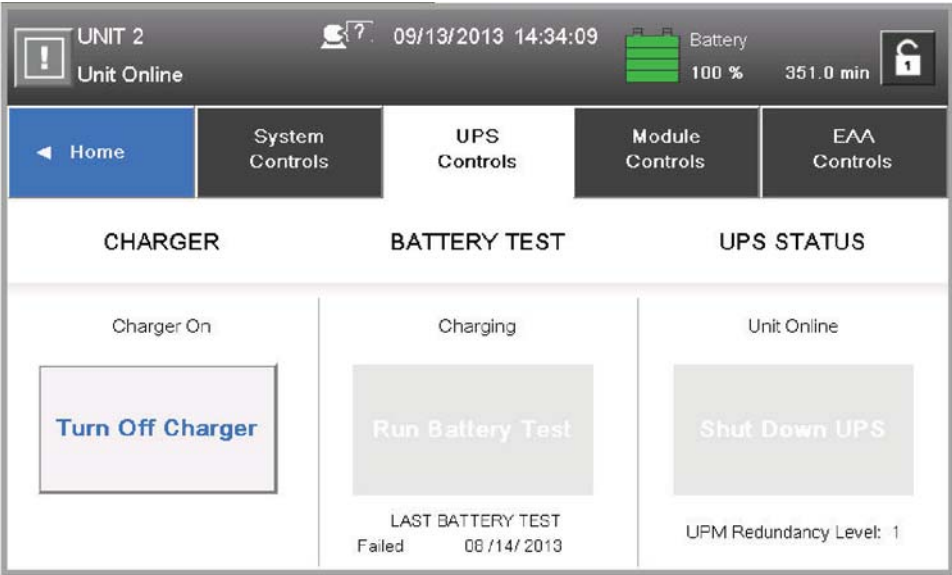 UNIT 2
Unit Online
?
09/13/2013 14:34:09
Battery
100 % 351.0 min
1
!
◄ Home
System
Controls
UPS
Controls
Module
Controls
EAA
Controls
CHARGER
BATTERY TEST
UPS STATUS
Charger On
Turn Off Charger
Charging
Run Battery Test
LAST BATTERY TEST
Failed 08/14/2013
Unit Online
Shut Down UPS
UPM Redundancy Level: 1